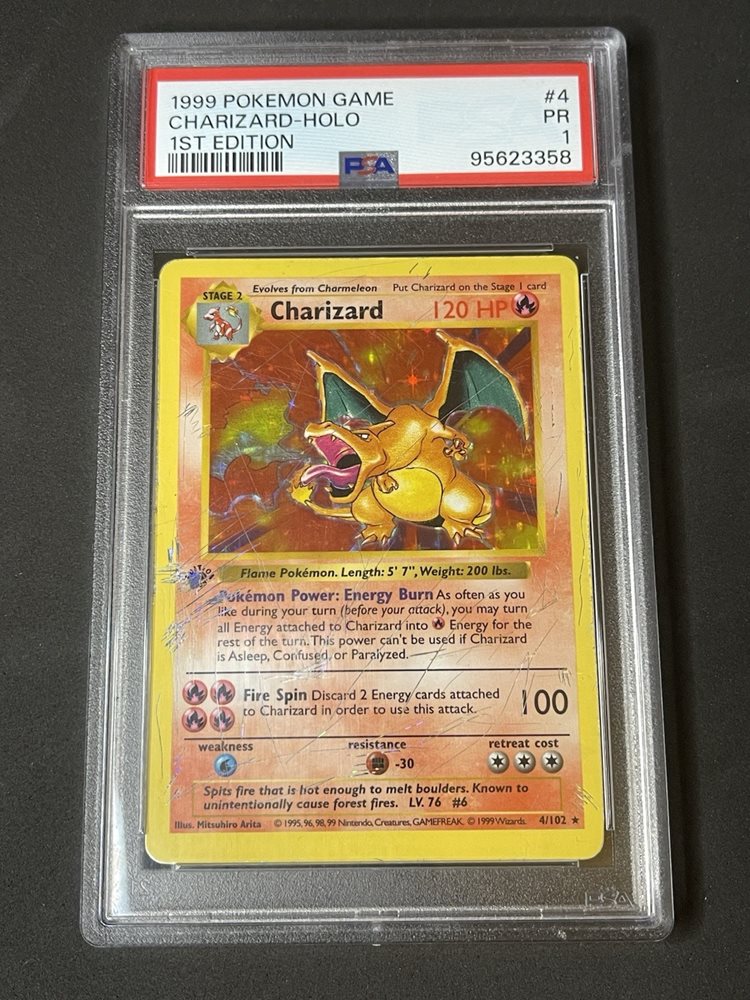 1999 POKEMON GAME #4
CHARIZARD-HOLO PR
1ST EDITION 1
95623358
PSA
STAGE 2 Evolves from Charmeleon Put Charizard on the Stage 1 card
Charizard 120 HP
Flame Pokémon. Length: 5' 7", Weight: 200 lbs.
Pokémon Power: Energy Burn As often as you
like during your turn (before your attack), you may turn
all Energy attached to Charizard into Energy for the
rest of the turn. This power can't be used if Charizard
is Asleep, Confused, or Paralyzed.
Fire Spin Discard 2 Energy cards attached
to Charizard in order to use this attack. 100
weakness resistance retreat cost
-30
Spits fire that is hot enough to melt boulders. Known to
unintentionally cause forest fires. LV. 76 #6
Illus. Mitsuhiro Arita © 1995, 96, 98, 99 Nintendo, Creatures, GAMEFREAK. © 1999 Wizards. 4/102 ★
PSA